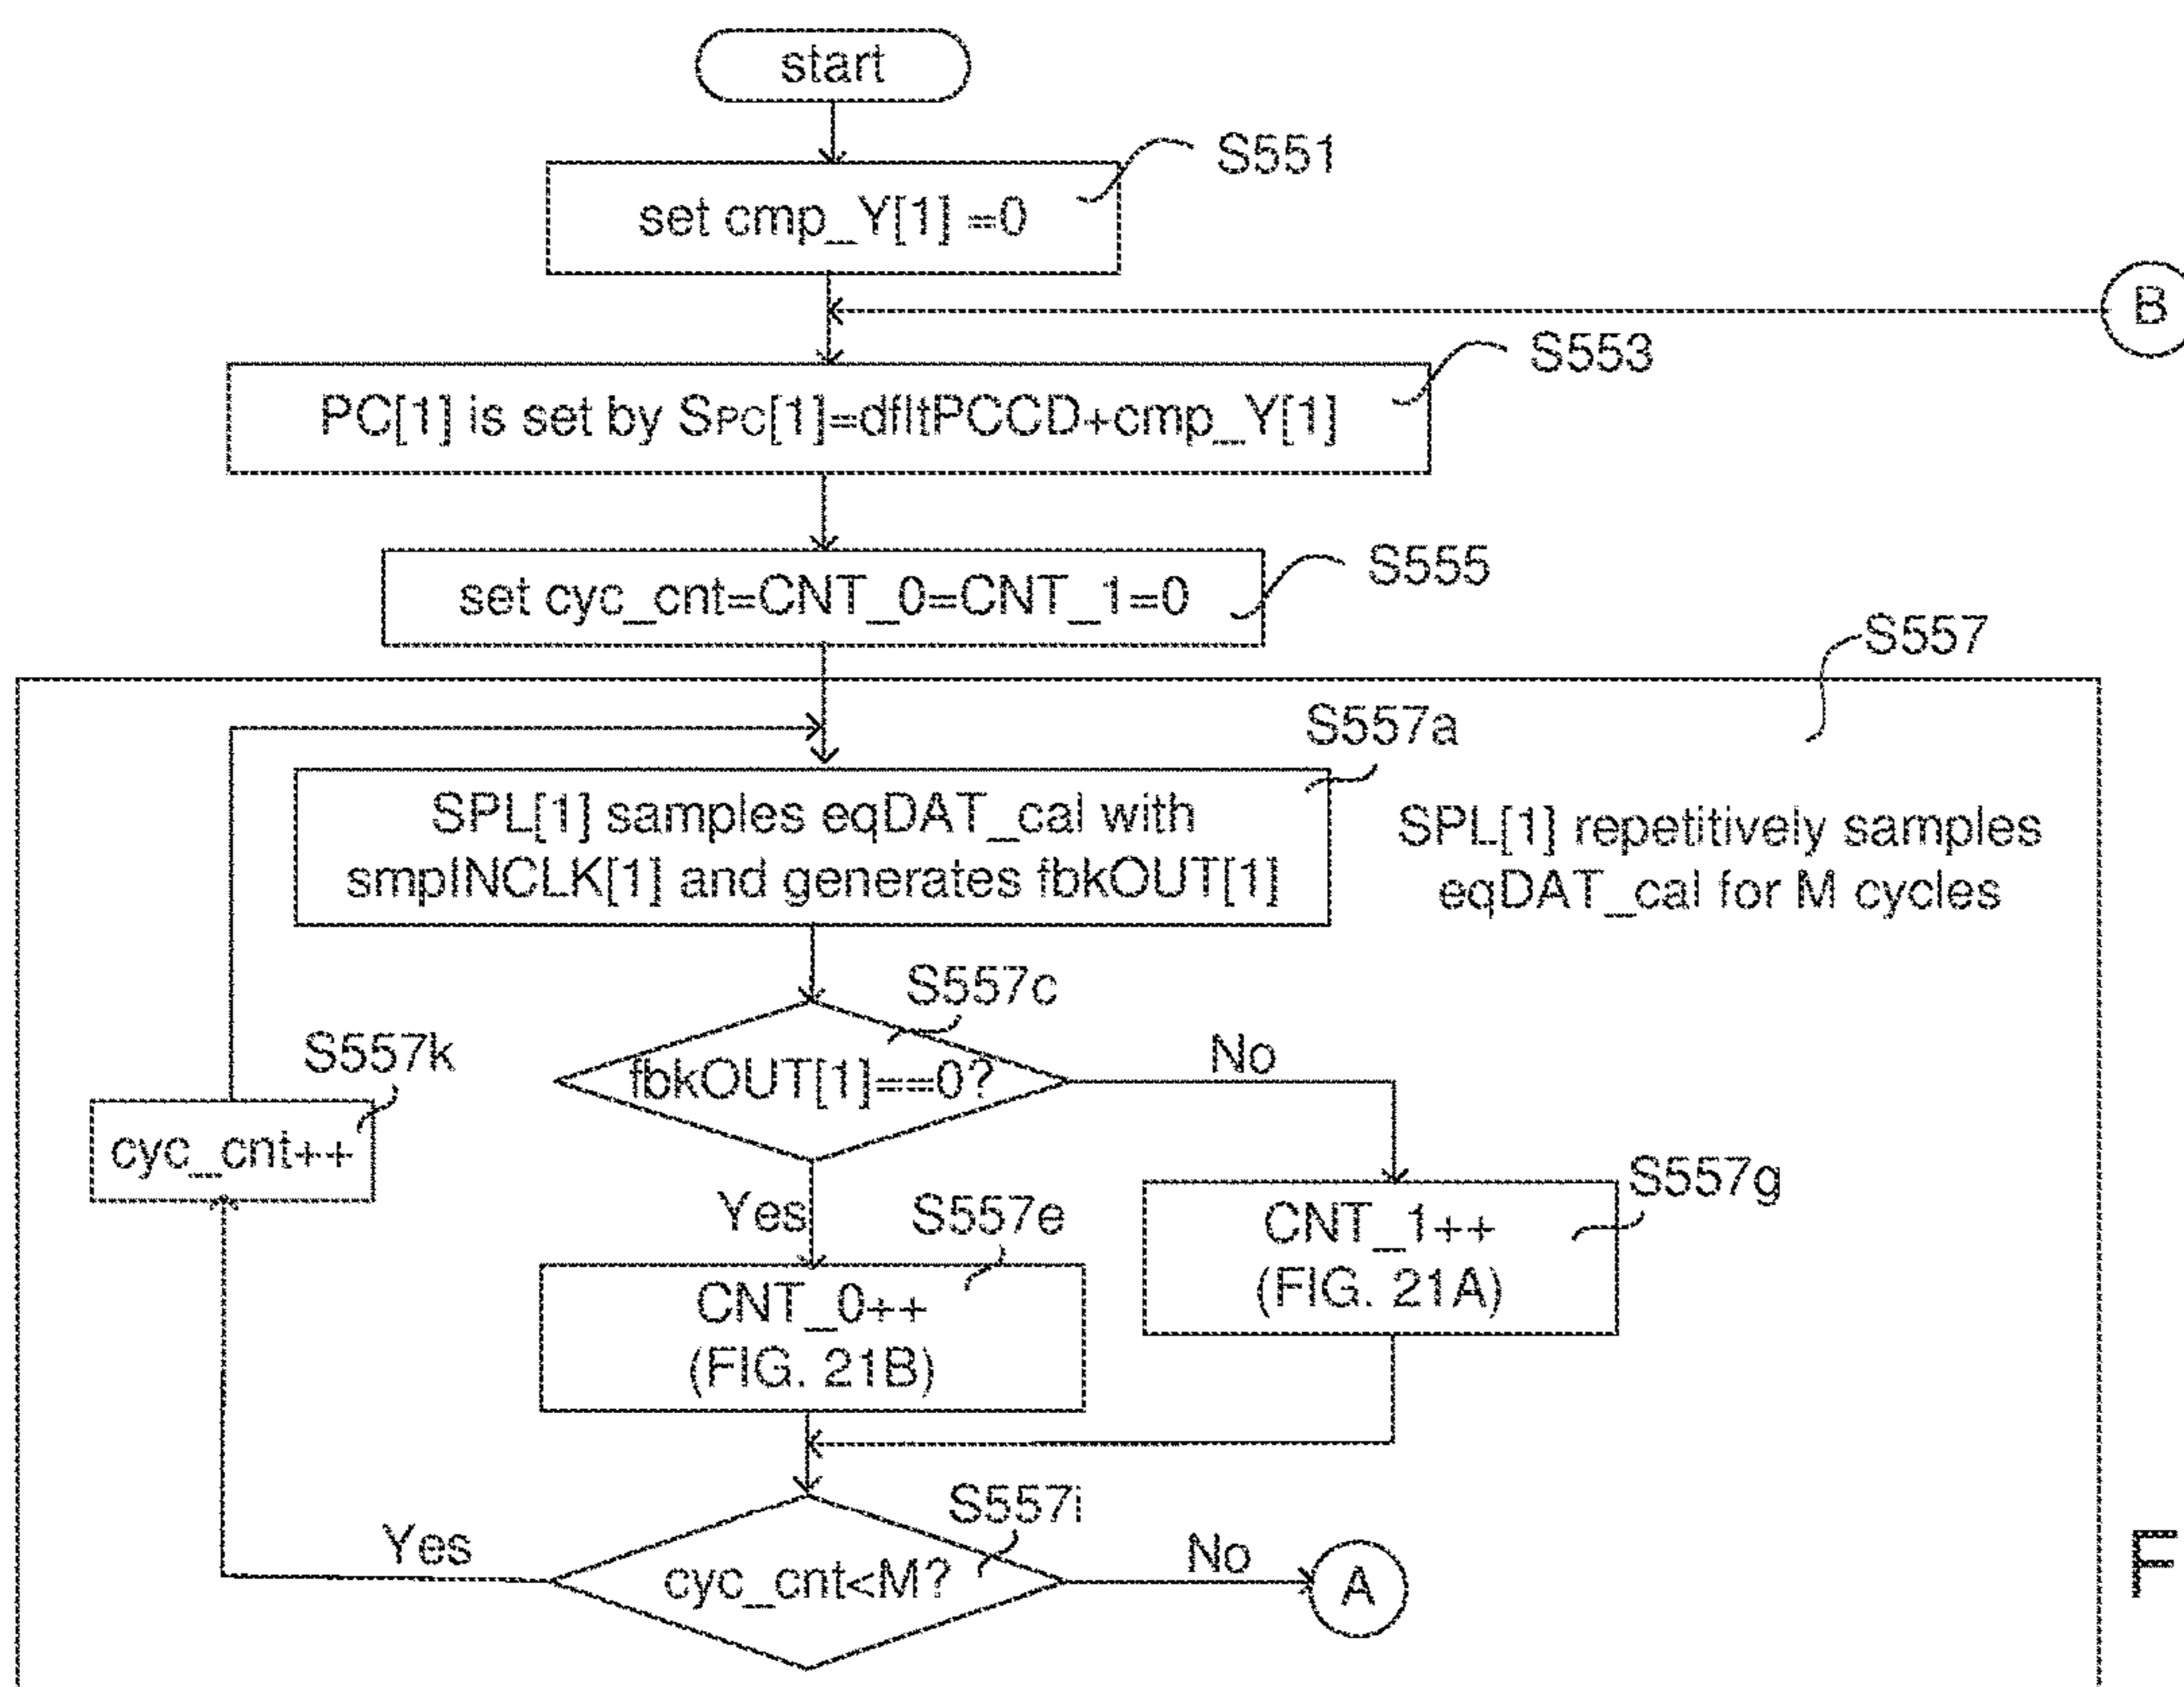 start
S551
set cmp_Y[1] =0
B
S553
PC[1] is set by SPC[1]=dfltPCCD+cmp_Y[1]
S555
set cyc_cnt=CNT_0=CNT_1=0
S557
S557a
SPL[1] samples eqDAT_cal with
smplNCLK[1] and generates fbkOUT[1]
SPL[1] repetitively samples
eqDAT_cal for M cycles
S557c
fbkOUT[1]==0?
No
S557k
cyc_cnt++
Yes
S557e
CNT_0++
(FIG. 21B)
S557g
CNT_1++
(FIG. 21A)
S557i
cyc_cnt<M?
Yes
No
A
F